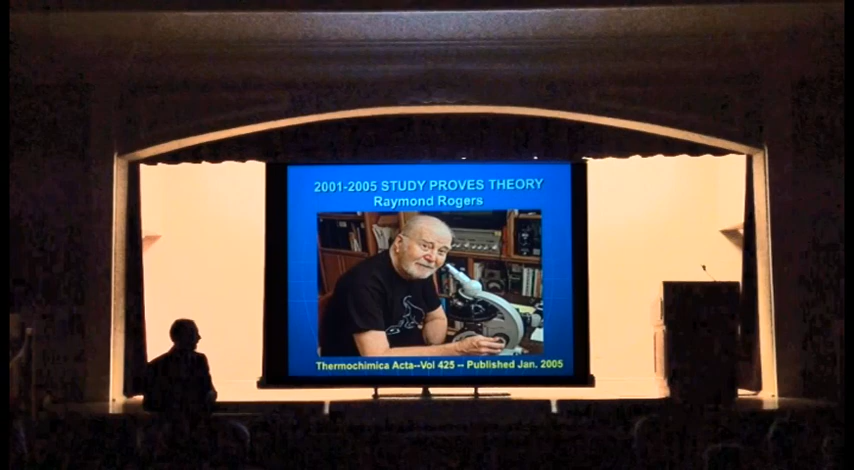 2001-2005 STUDY PROVES THEORY
Raymond Rogers
Thermochimica Acta--Vol 425 -- Published Jan. 2005